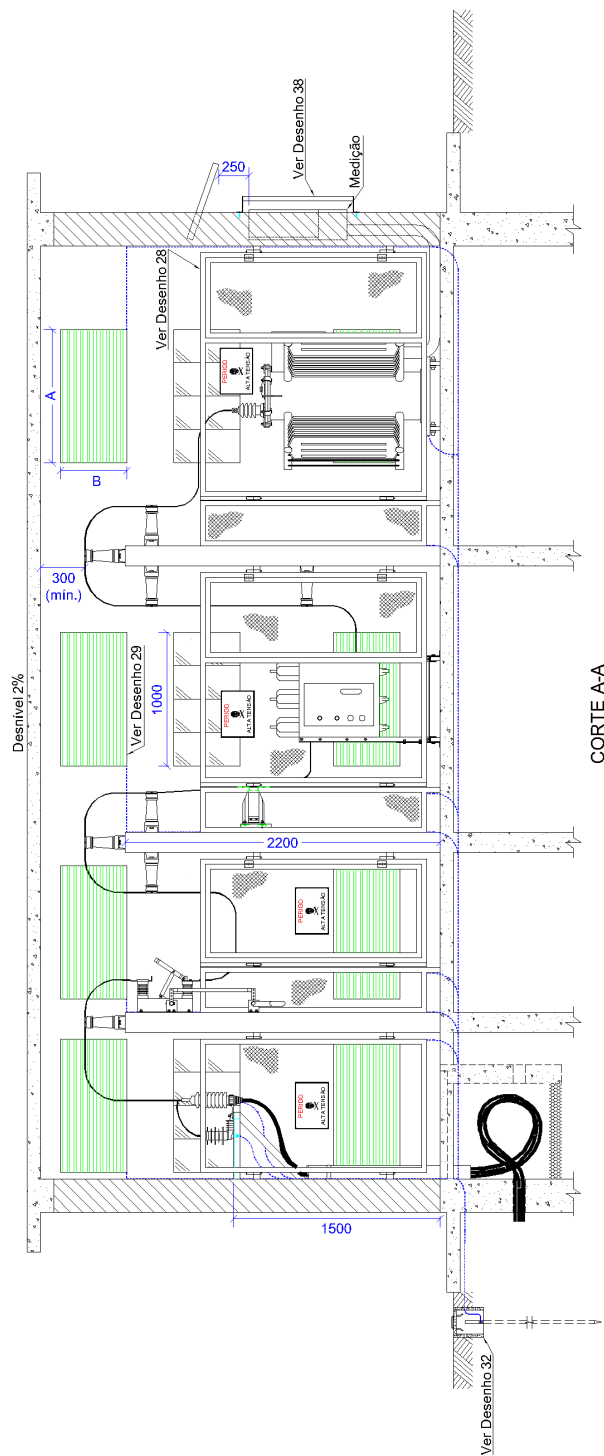 Desnível 2%
300
(mín.)
A
B
1000
Ver Desenho 29
Ver Desenho 28
250
Ver Desenho 38
Medição
2200
1500
PERIGO
ALTA TENSÃO
PERIGO
ALTA TENSÃO
PERIGO
ALTA TENSÃO
PERIGO
ALTA TENSÃO
Ver Desenho 32
CORTE A-A